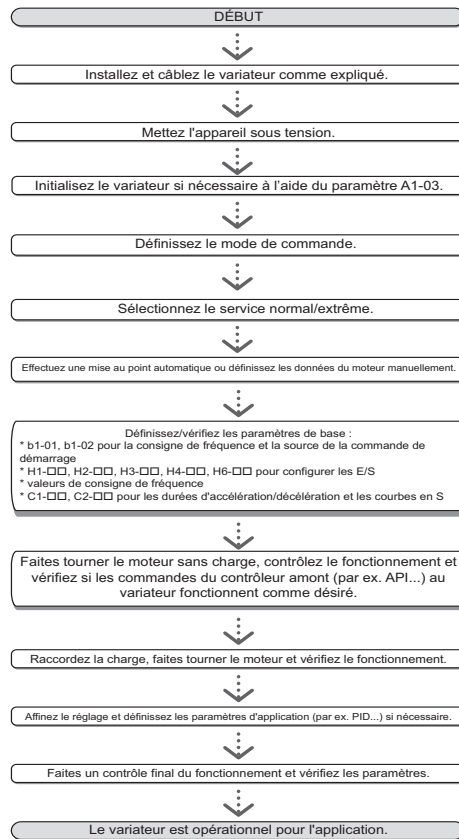 DÉBUT
Installez et câblez le variateur comme expliqué.
Mettez l'appareil sous tension.
Initialisez le variateur si nécessaire à l'aide du paramètre A1-03.
Définissez le mode de commande.
Sélectionnez le service normal/extrême.
Effectuez une mise au point automatique ou définissez les données du moteur manuellement.
Définissez/vérifiez les paramètres de base :
* b1-01, b1-02 pour la consigne de fréquence et la source de la commande de
démarrage
* H1-□□, H2-□□, H3-□□, H4-□□, H6-□□ pour configurer les E/S
* valeurs de consigne de fréquence
* C1-□□, C2-□□ pour les durées d'accélération/décélération et les courbes en S
Faites tourner le moteur sans charge, contrôlez le fonctionnement et
vérifiez si les commandes du contrôleur amont (par ex. API...) au
variateur fonctionnent comme désiré.
Raccordez la charge, faites tourner le moteur et vérifiez le fonctionnement.
Affinez le réglage et définissez les paramètres d'application (par ex. PID...) si nécessaire.
Faites un contrôle final du fonctionnement et vérifiez les paramètres.
Le variateur est opérationnel pour l'application.